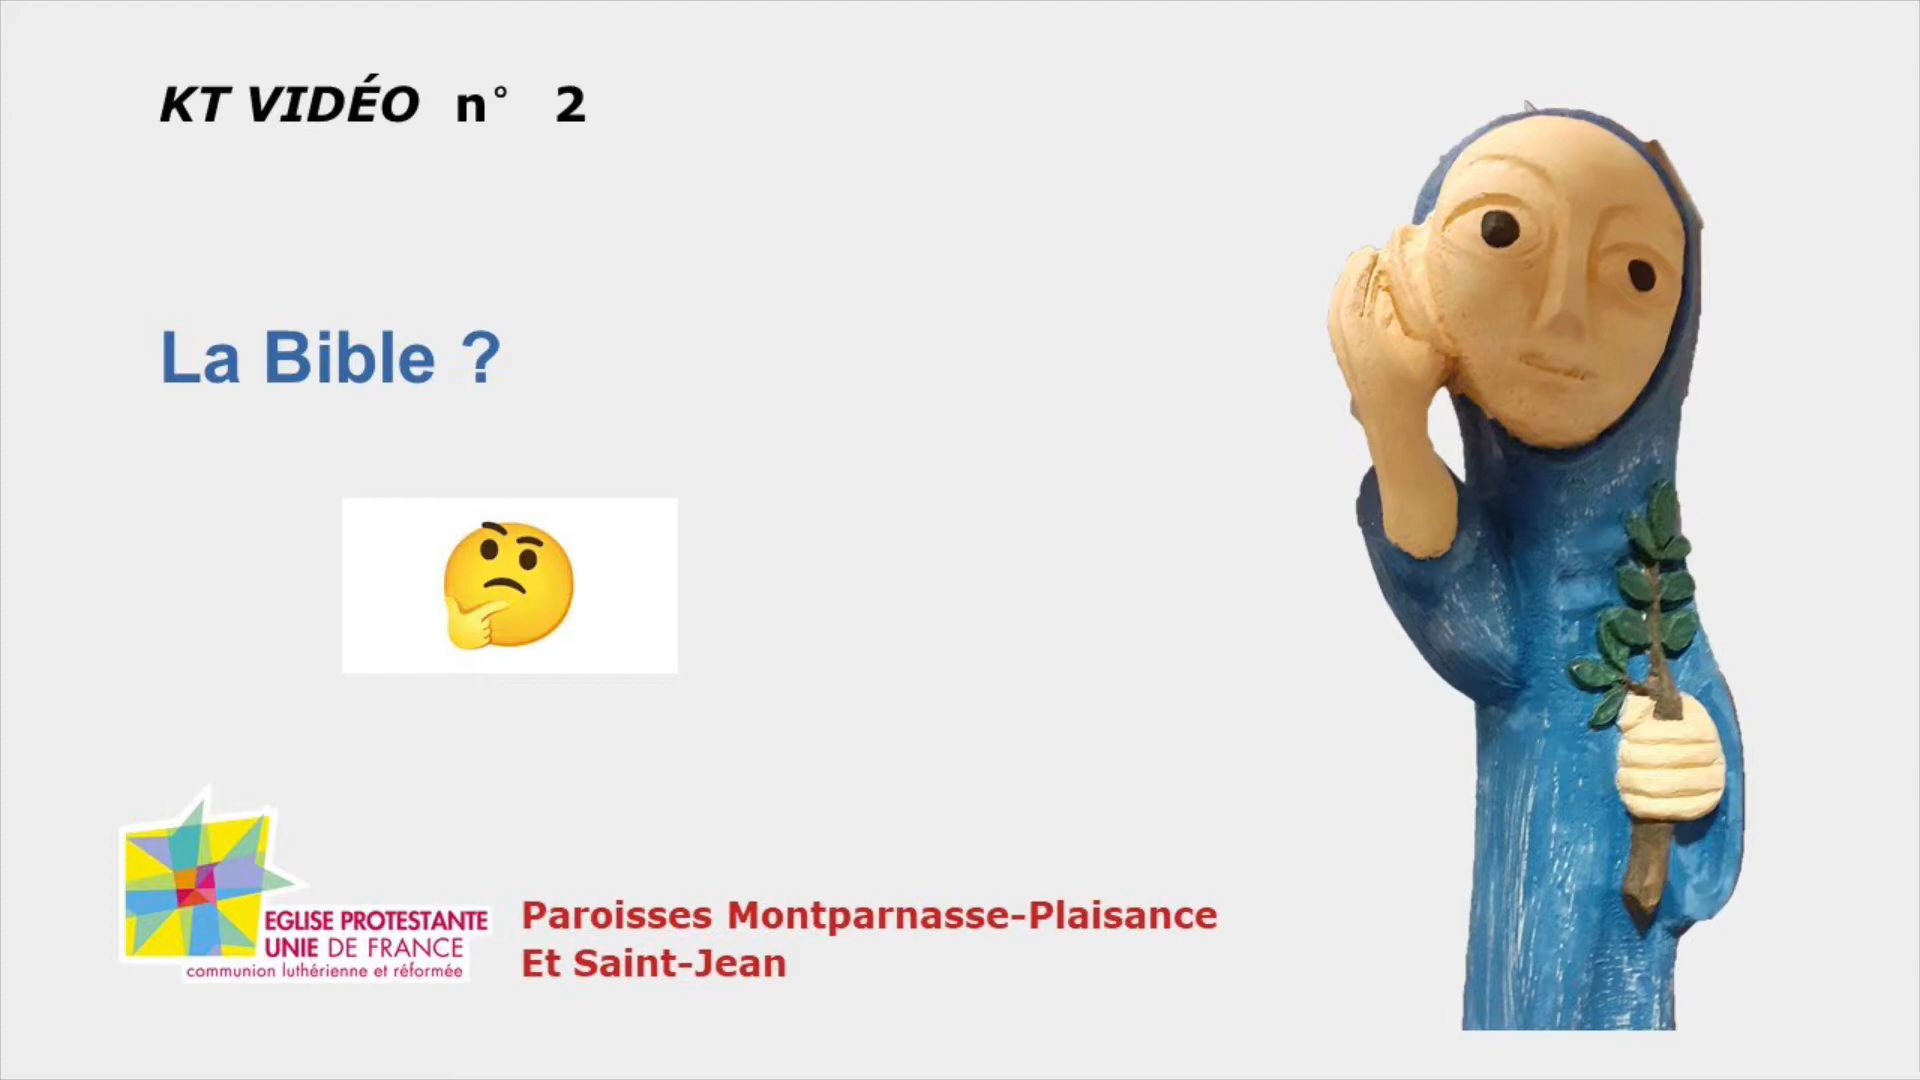 KT VIDÉO n° 2
La Bible ?
EGLISE PROTESTANTE
UNIE DE FRANCE
communion luthérienne et réformée
Paroisses Montparnasse-Plaisance
Et Saint-Jean